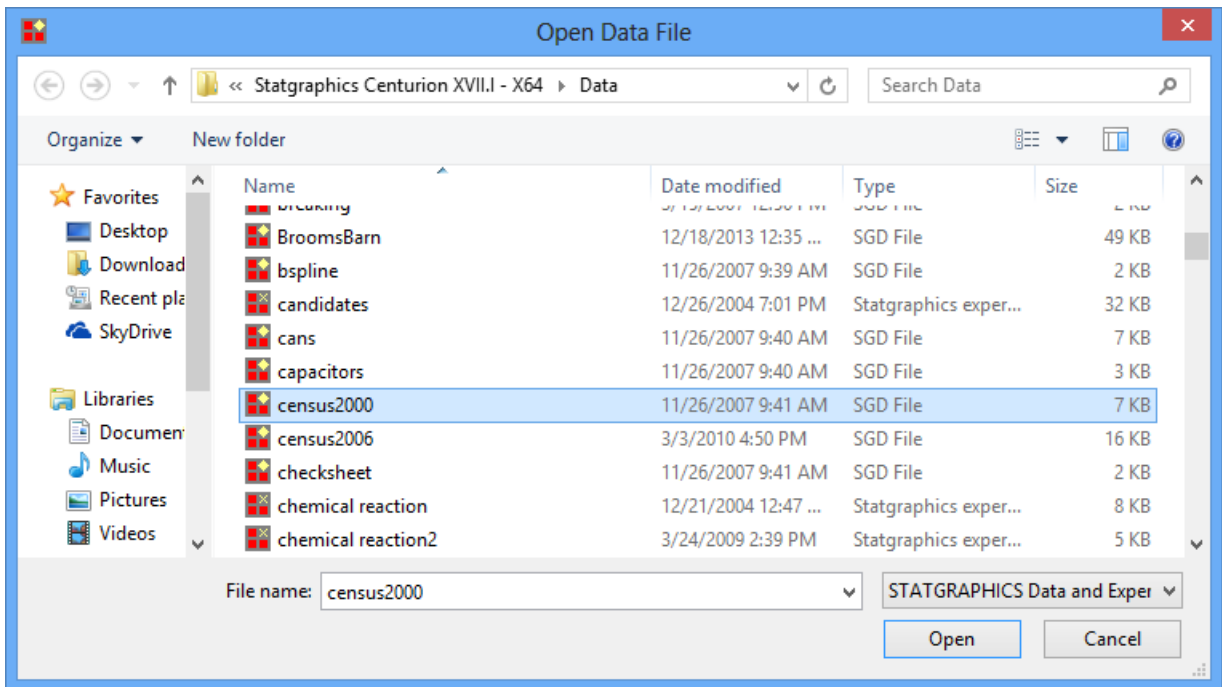 Open Data File
« Statgraphics Centurion XVII.I - X64 Data Search Data
Organize New folder
Name Date modified Type Size
Favorites
breaking SGD File 2 KB
Desktop BroomsBarn 12/18/2013 12:35 ... SGD File 49 KB
Download bspline 11/26/2007 9:39 AM SGD File 2 KB
Recent pla candidates 12/26/2004 7:01 PM Statgraphics exper... 32 KB
SkyDrive cans 11/26/2007 9:40 AM SGD File 7 KB
capacitors 11/26/2007 9:40 AM SGD File 3 KB
Libraries census2000 11/26/2007 9:41 AM SGD File 7 KB
Documen census2006 3/3/2010 4:50 PM SGD File 16 KB
Music checksheet 11/26/2007 9:41 AM SGD File 2 KB
Pictures chemical reaction 12/21/2004 12:47 ... Statgraphics exper... 8 KB
Videos chemical reaction2 3/24/2009 2:39 PM Statgraphics exper... 5 KB
File name: census2000 STATGRAPHICS Data and Exper
Open Cancel